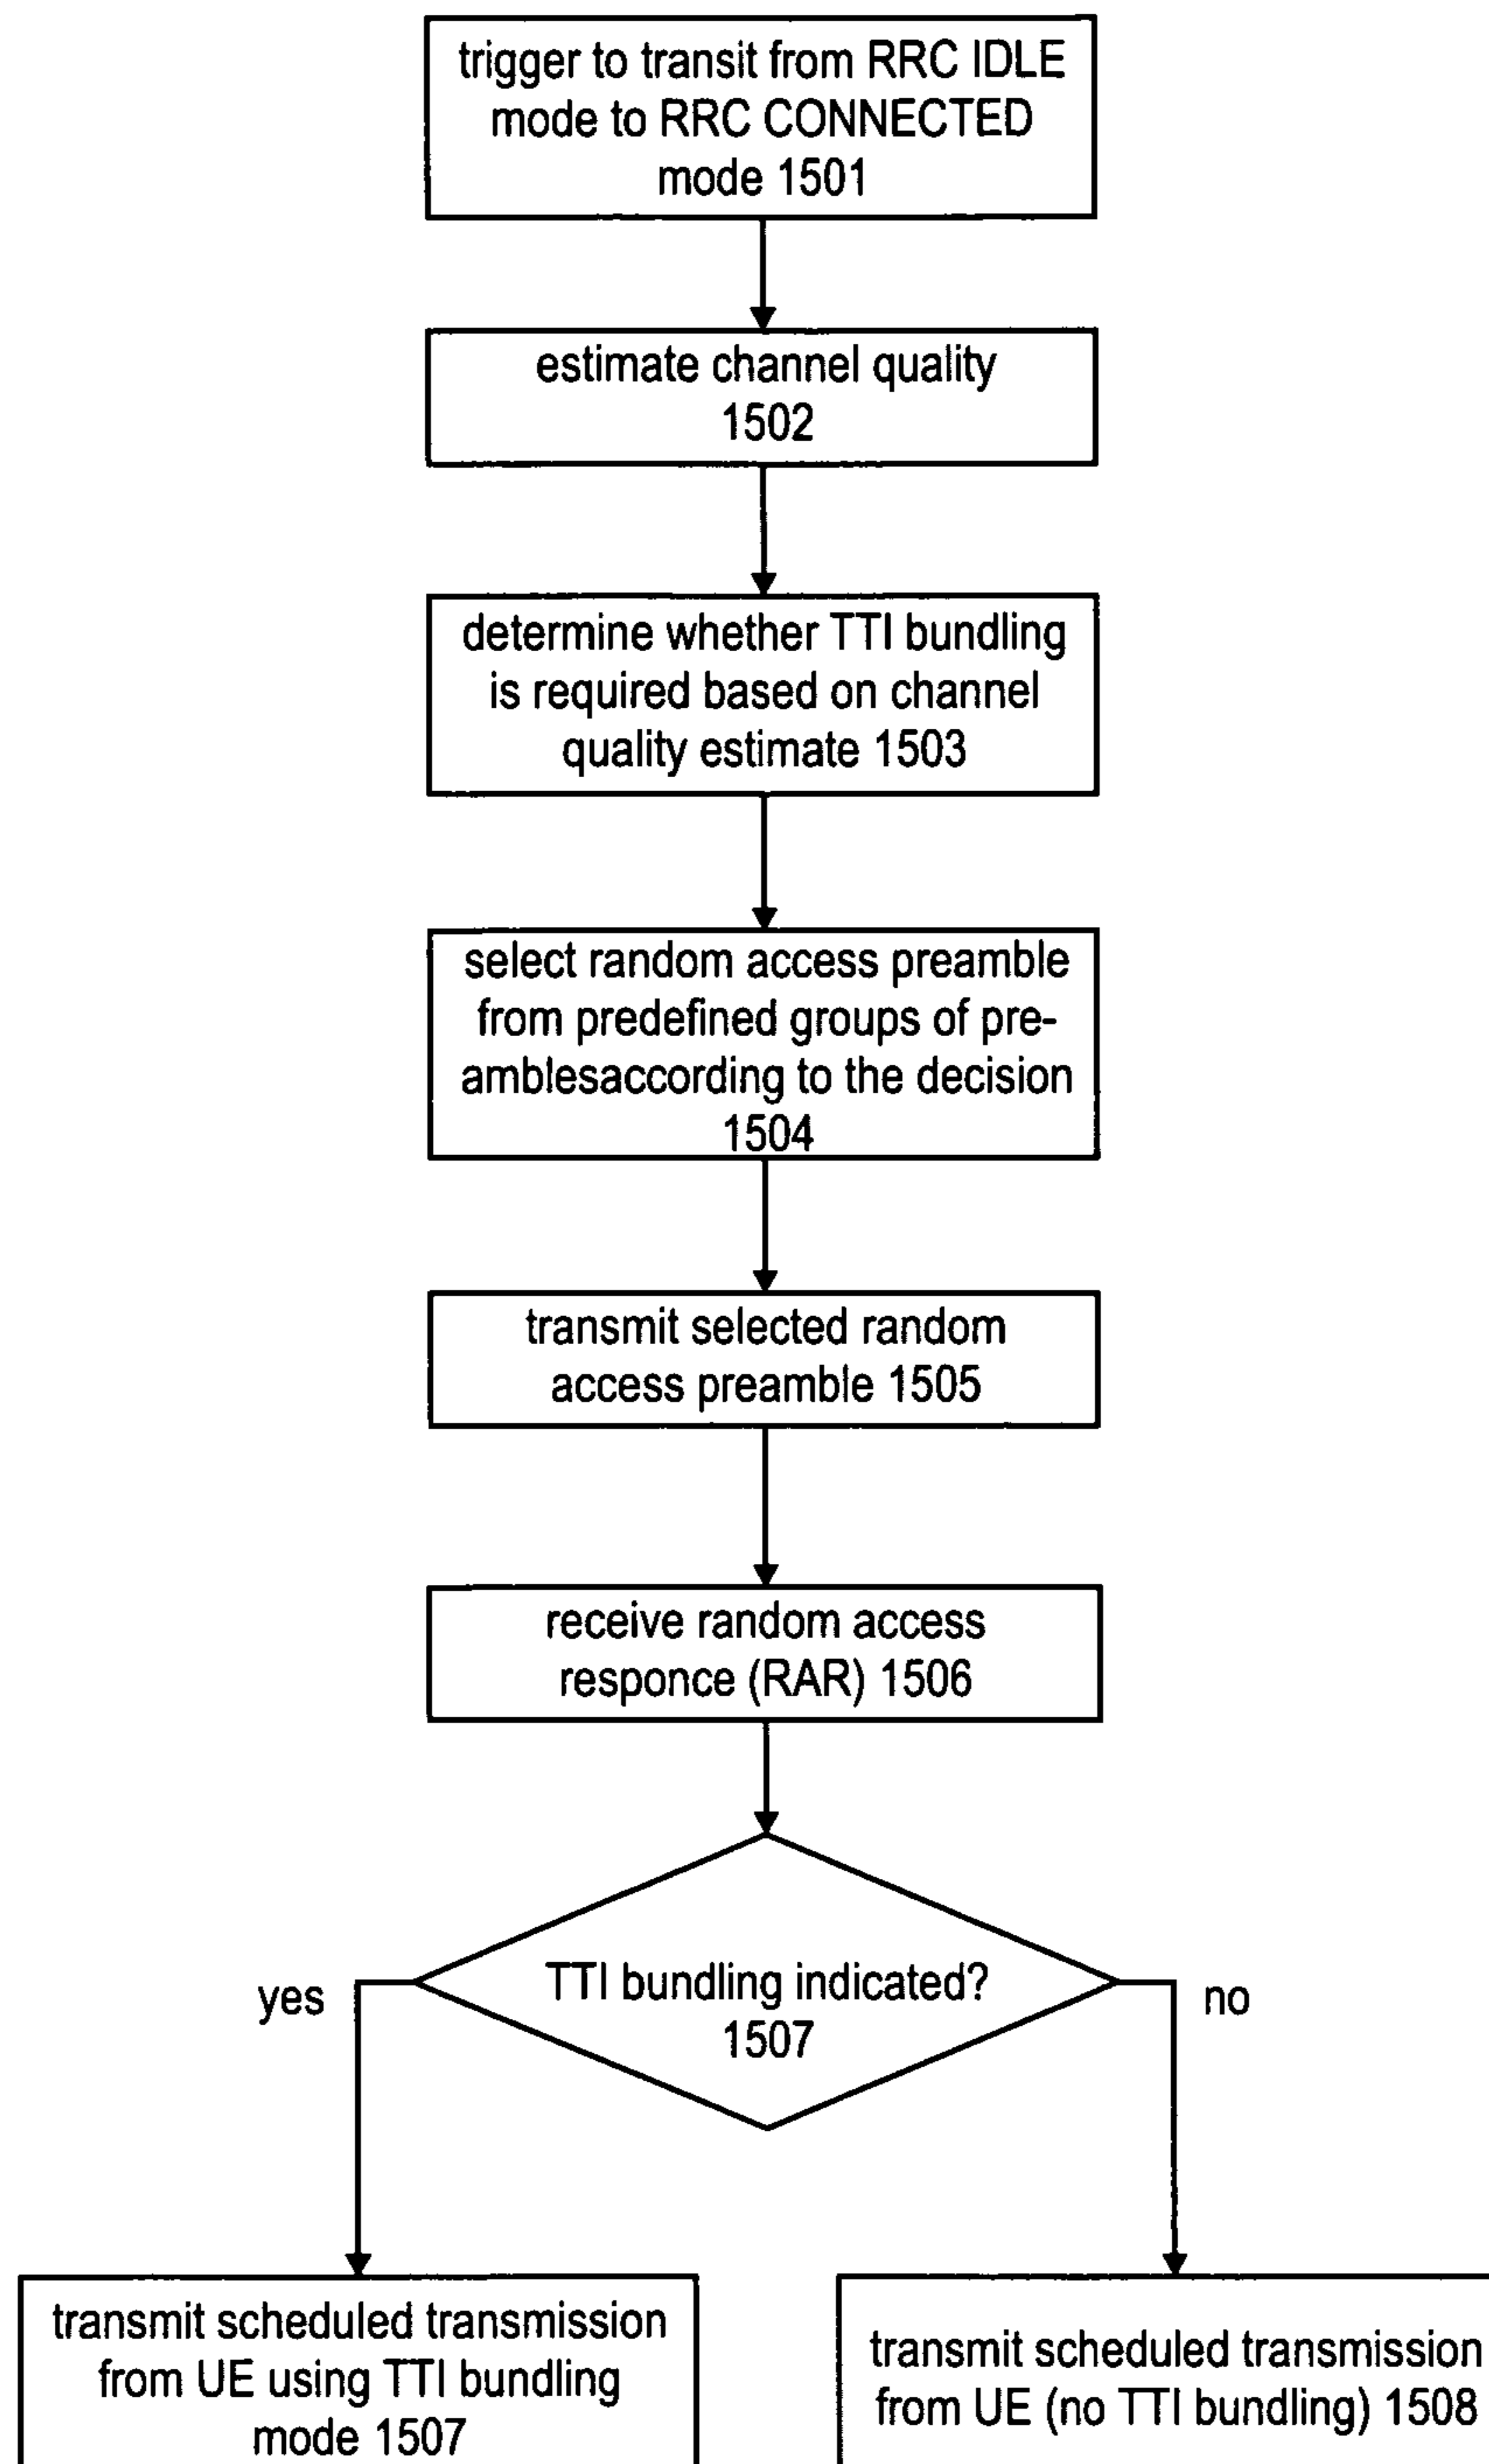 trigger to transit from RRC IDLE
mode to RRC CONNECTED
mode 1501
estimate channel quality
1502
determine whether TTI bundling
is required based on channel
quality estimate 1503
select random access preamble
from predefined groups of pre-
amblesaccording to the decision
1504
transmit selected random
access preamble 1505
receive random access
responce (RAR) 1506
TTI bundling indicated?
1507
yes
no
transmit scheduled transmission
from UE using TTI bundling
mode 1507
transmit scheduled transmission
from UE (no TTI bundling) 1508